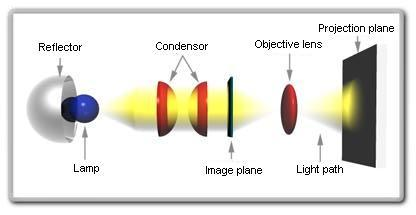 Projection plane
Reflector
Condensor
Objective lens
Lamp
Image plane
Light path